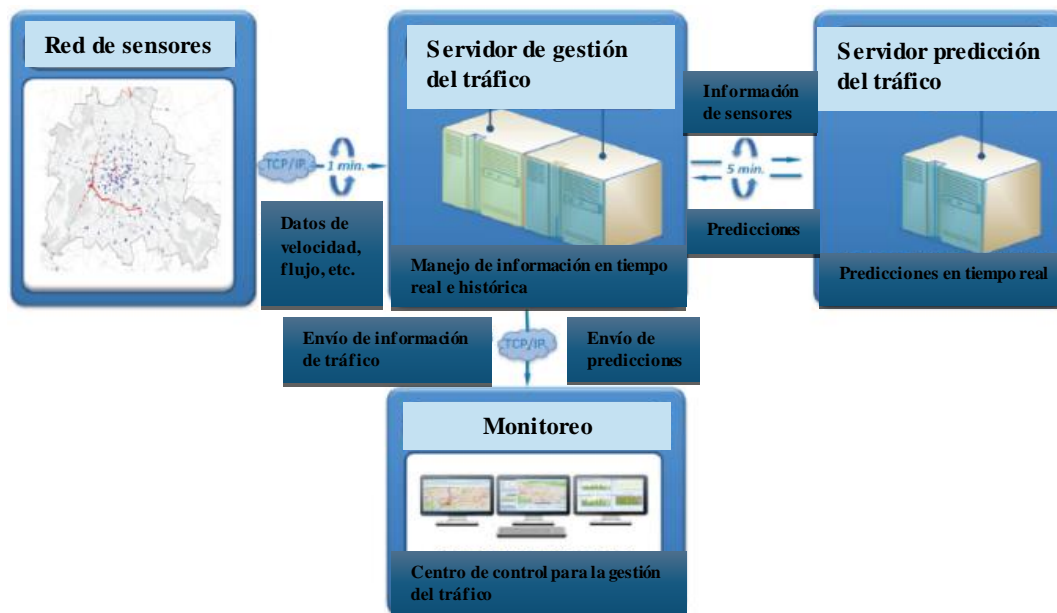 Red de sensores
TCP/IP
1 min.
Datos de
velocidad,
flujo, etc.
Servidor de gestión
del tráfico
Manejo de información en tiempo
real e histórica
Información
de sensores
5 min.
Predicciones
Servidor predicción
del tráfico
Predicciones en tiempo real
Envío de información
de tráfico
TCP/IP
Envío de
predicciones
Monitoreo
Centro de control para la gestión
del tráfico